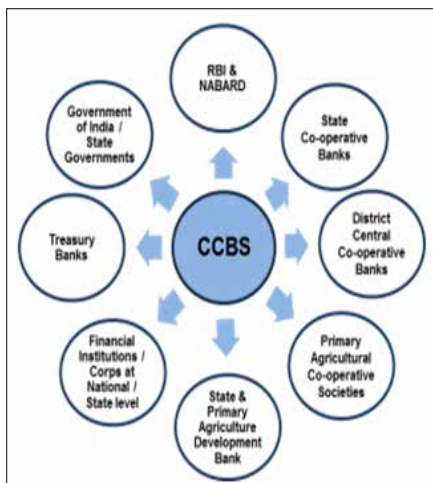 RBI &
NABARD
State
Co-operative
Banks
District
Central
Co-operative
Banks
Primary
Agricultural
Co-operative
Societies
State &
Primary
Agriculture
Development
Bank
Financial
Institutions /
Corps at
National /
State level
Treasury
Banks
Government
of India /
State
Governments
CCBS